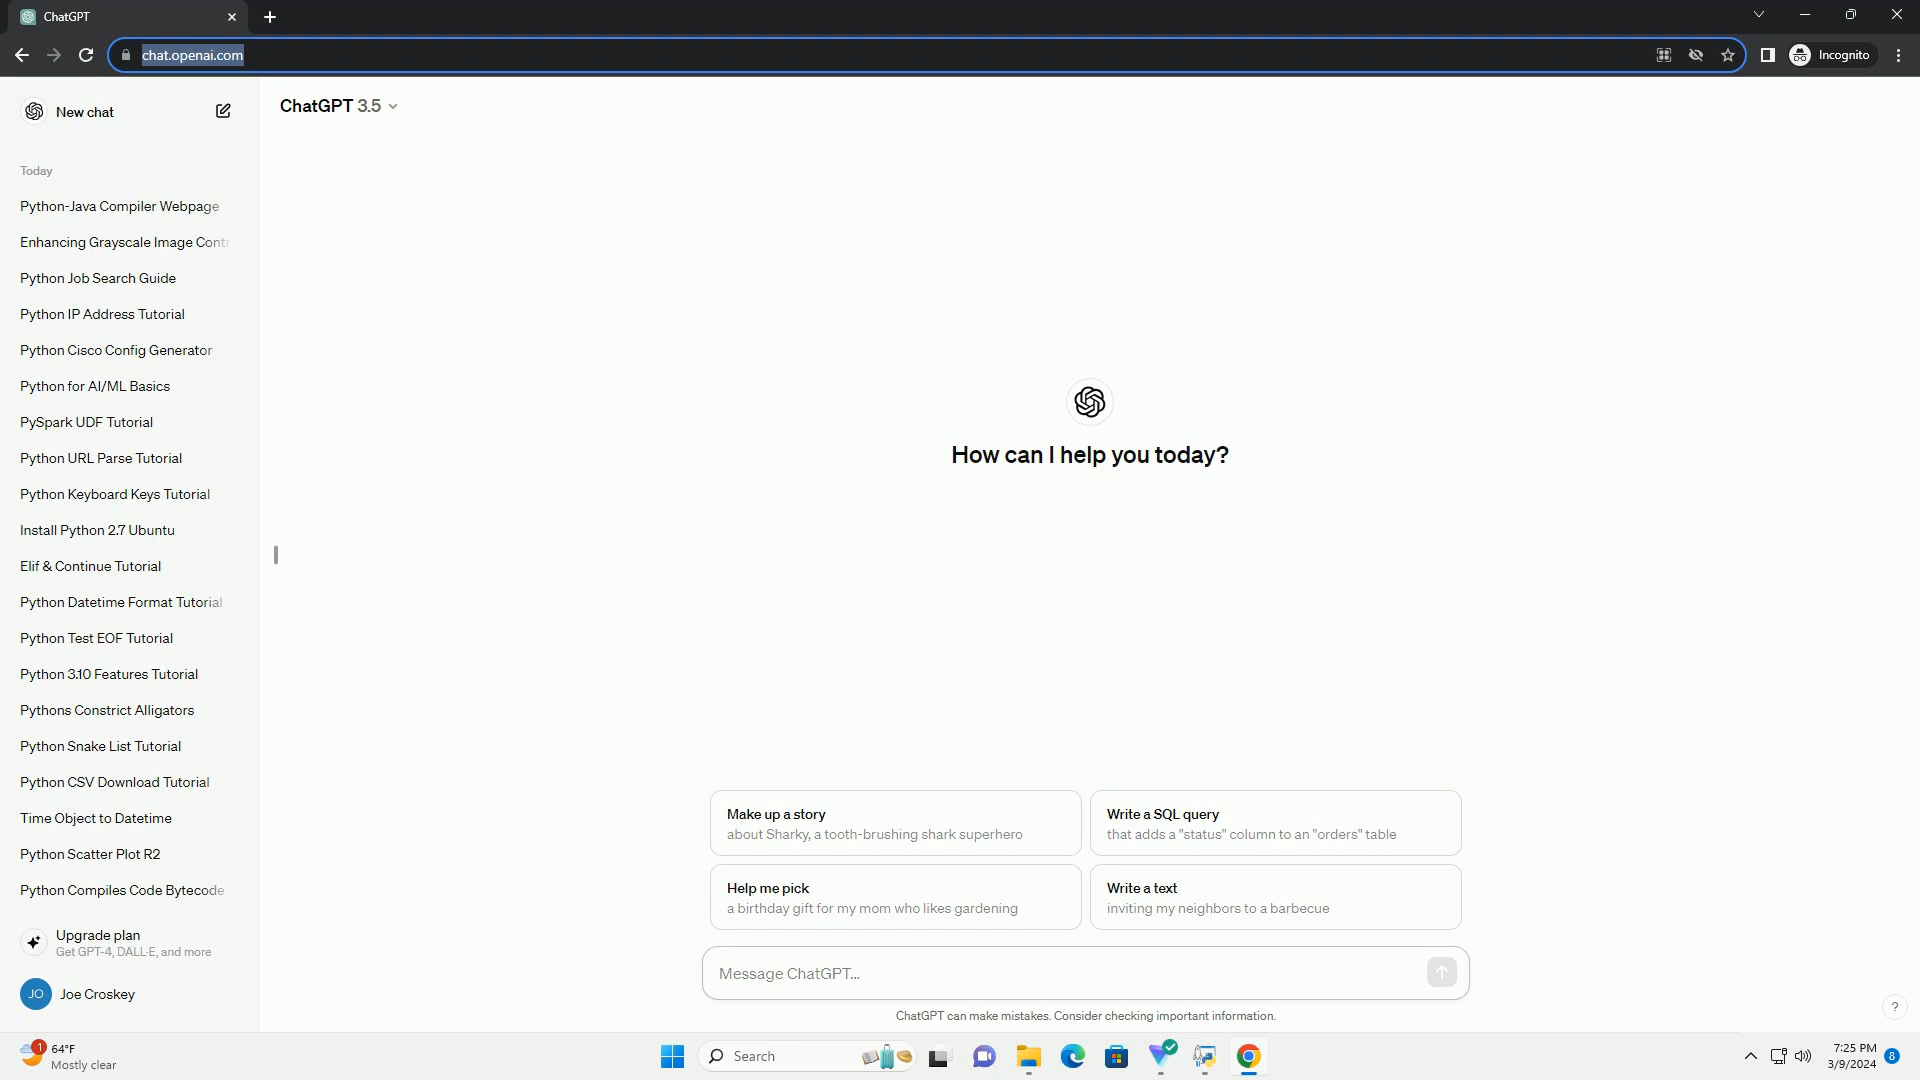 ChatGPT
chat.openai.com
Incognito
New chat
ChatGPT 3.5
Today
Python-Java Compiler Webpage
Enhancing Grayscale Image Contr
Python Job Search Guide
Python IP Address Tutorial
Python Cisco Config Generator
Python for AI/ML Basics
PySpark UDF Tutorial
Python URL Parse Tutorial
Python Keyboard Keys Tutorial
Install Python 2.7 Ubuntu
Elif & Continue Tutorial
Python Datetime Format Tutorial
Python Test EOF Tutorial
Python 3.10 Features Tutorial
Pythons Constrict Alligators
Python Snake List Tutorial
Python CSV Download Tutorial
Time Object to Datetime
Python Scatter Plot R2
Python Compiles Code Bytecode
Upgrade plan
Get GPT-4, DALL·E, and more
JO Joe Croskey
How can I help you today?
Make up a story
about Sharky, a tooth-brushing shark superhero
Write a SQL query
that adds a "status" column to an "orders" table
Help me pick
a birthday gift for my mom who likes gardening
Write a text
inviting my neighbors to a barbecue
Message ChatGPT...
ChatGPT can make mistakes. Consider checking important information.
?
1
64°F
Mostly clear
Search
7:25 PM
3/9/2024
8